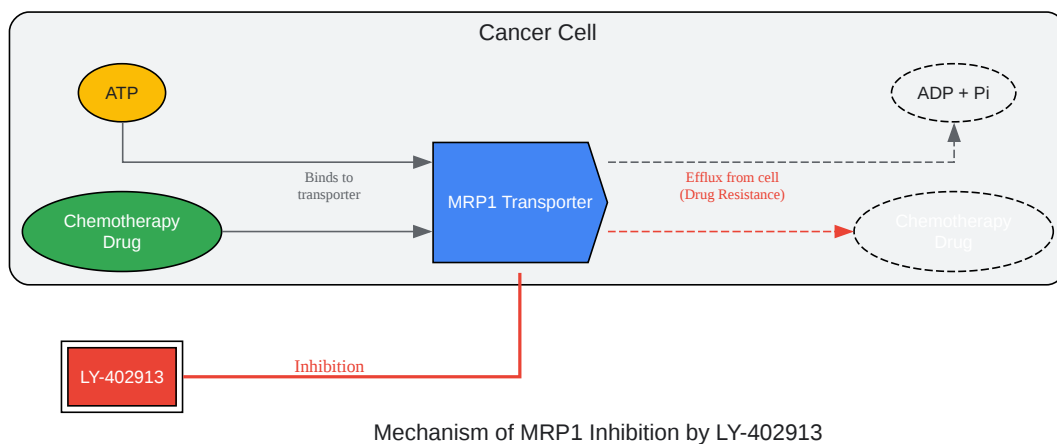 Cancer Cell
ATP
ADP + Pi
Binds to
transporter
MRP1 Transporter
Efflux from cell
(Drug Resistance)
Chemotherapy
Drug
Chemotherapy
Drug
LY-402913
Inhibition
Mechanism of MRP1 Inhibition by LY-402913